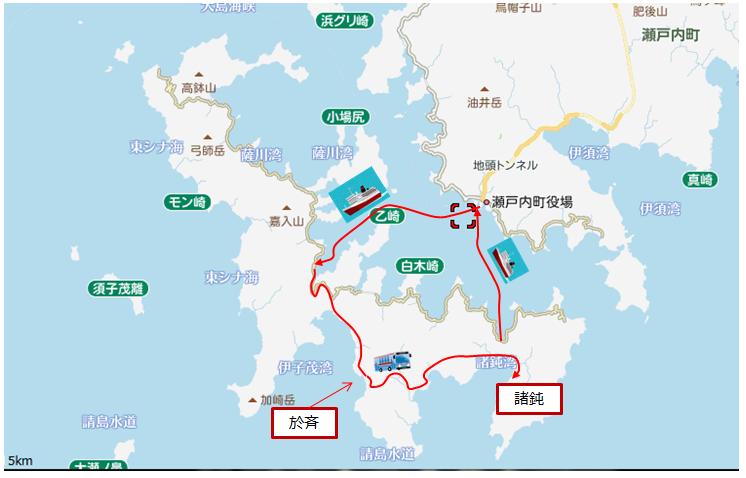 大島海峡
浜グリ崎
烏帽子山
肥後山
瀬戸内町
高鉢山
油井岳
小場尻
東シナ海
弓師岳
薩川湾
薩川湾
地頭トンネル
伊須湾
真崎
モン崎
嘉入山
乙崎
瀬戸内町役場
伊須湾
東シナ海
白木崎
須子茂離
伊子茂湾
諸鈍湾
加崎岳
諸鈍
請島水道
於斉
請島水道
5km
大瀬ノ鼻